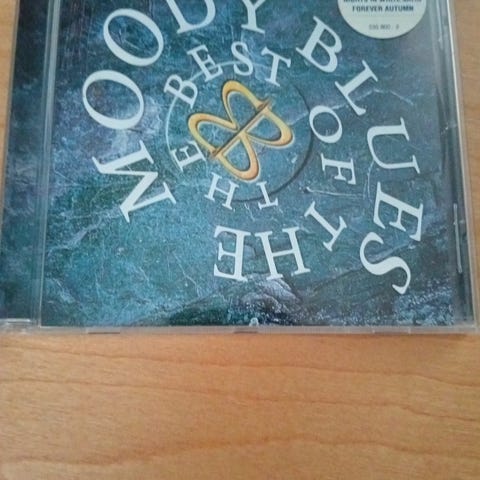 THE BEST
OF THE
MOODY BLUES
NIGHTS IN WHITE SATIN
FOREVER AUTUMN